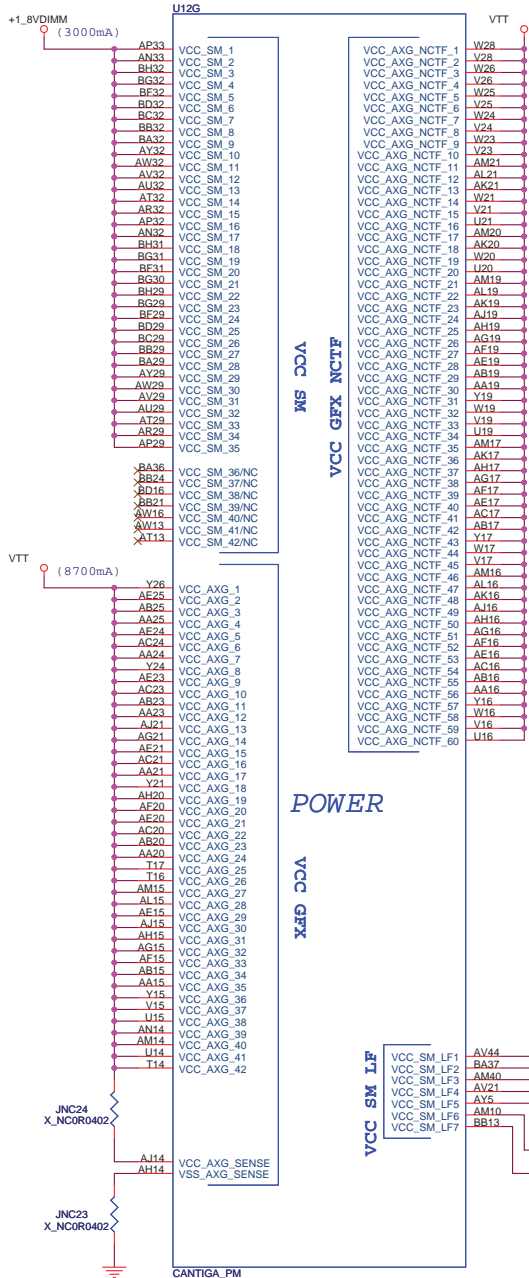 U12G
+1_8VDIMM
(3000mA)
AP33 VCC_SM_1
AN33 VCC_SM_2
BH32 VCC_SM_3
BG32 VCC_SM_4
BF32 VCC_SM_5
BD32 VCC_SM_6
BC32 VCC_SM_7
BB32 VCC_SM_8
BA32 VCC_SM_9
AY32 VCC_SM_10
AW32 VCC_SM_11
AV32 VCC_SM_12
AU32 VCC_SM_13
AT32 VCC_SM_14
AR32 VCC_SM_15
AP32 VCC_SM_16
AN32 VCC_SM_17
BH31 VCC_SM_18
BG31 VCC_SM_19
BF31 VCC_SM_20
BG30 VCC_SM_21
BH29 VCC_SM_22
BG29 VCC_SM_23
BF29 VCC_SM_24
BD29 VCC_SM_25
BC29 VCC_SM_26
BB29 VCC_SM_27
BA29 VCC_SM_28
AY29 VCC_SM_29
AW29 VCC_SM_30
AV29 VCC_SM_31
AU29 VCC_SM_32
AT29 VCC_SM_33
AR29 VCC_SM_34
AP29 VCC_SM_35
BA36 VCC_SM_36/NC
BB24 VCC_SM_37/NC
BD16 VCC_SM_38/NC
BB21 VCC_SM_39/NC
AW16 VCC_SM_40/NC
AW13 VCC_SM_41/NC
AT13 VCC_SM_42/NC
VCC SM
VTT
(8700mA)
Y26 VCC_AXG_1
AE25 VCC_AXG_2
AB25 VCC_AXG_3
AA25 VCC_AXG_4
AE24 VCC_AXG_5
AC24 VCC_AXG_6
AA24 VCC_AXG_7
Y24 VCC_AXG_8
AE23 VCC_AXG_9
AC23 VCC_AXG_10
AB23 VCC_AXG_11
AA23 VCC_AXG_12
AJ21 VCC_AXG_13
AG21 VCC_AXG_14
AE21 VCC_AXG_15
AC21 VCC_AXG_16
AA21 VCC_AXG_17
Y21 VCC_AXG_18
AH20 VCC_AXG_19
AF20 VCC_AXG_20
AE20 VCC_AXG_21
AC20 VCC_AXG_22
AB20 VCC_AXG_23
AA20 VCC_AXG_24
T17 VCC_AXG_25
T16 VCC_AXG_26
AM15 VCC_AXG_27
AL15 VCC_AXG_28
AE15 VCC_AXG_29
AJ15 VCC_AXG_30
AH15 VCC_AXG_31
AG15 VCC_AXG_32
AF15 VCC_AXG_33
AB15 VCC_AXG_34
AA15 VCC_AXG_35
Y15 VCC_AXG_36
V15 VCC_AXG_37
U15 VCC_AXG_38
AN14 VCC_AXG_39
AM14 VCC_AXG_40
U14 VCC_AXG_41
T14 VCC_AXG_42
VCC GFX
JNC24
X_NC0R0402
AJ14 VCC_AXG_SENSE
AH14 VSS_AXG_SENSE
JNC23
X_NC0R0402
POWER
VTT
VCC GFX NCTF
VCC_AXG_NCTF_1 W28
VCC_AXG_NCTF_2 V28
VCC_AXG_NCTF_3 W26
VCC_AXG_NCTF_4 V26
VCC_AXG_NCTF_5 W25
VCC_AXG_NCTF_6 V25
VCC_AXG_NCTF_7 W24
VCC_AXG_NCTF_8 V24
VCC_AXG_NCTF_9 W23
VCC_AXG_NCTF_10 V23
VCC_AXG_NCTF_11 AM21
VCC_AXG_NCTF_12 AL21
VCC_AXG_NCTF_13 AK21
VCC_AXG_NCTF_14 W21
VCC_AXG_NCTF_15 V21
VCC_AXG_NCTF_16 U21
VCC_AXG_NCTF_17 AM20
VCC_AXG_NCTF_18 AK20
VCC_AXG_NCTF_19 W20
VCC_AXG_NCTF_20 U20
VCC_AXG_NCTF_21 AM19
VCC_AXG_NCTF_22 AL19
VCC_AXG_NCTF_23 AK19
VCC_AXG_NCTF_24 AJ19
VCC_AXG_NCTF_25 AH19
VCC_AXG_NCTF_26 AG19
VCC_AXG_NCTF_27 AF19
VCC_AXG_NCTF_28 AE19
VCC_AXG_NCTF_29 AB19
VCC_AXG_NCTF_30 AA19
VCC_AXG_NCTF_31 Y19
VCC_AXG_NCTF_32 W19
VCC_AXG_NCTF_33 V19
VCC_AXG_NCTF_34 U19
VCC_AXG_NCTF_35 AM17
VCC_AXG_NCTF_36 AK17
VCC_AXG_NCTF_37 AH17
VCC_AXG_NCTF_38 AG17
VCC_AXG_NCTF_39 AF17
VCC_AXG_NCTF_40 AE17
VCC_AXG_NCTF_41 AC17
VCC_AXG_NCTF_42 AB17
VCC_AXG_NCTF_43 Y17
VCC_AXG_NCTF_44 W17
VCC_AXG_NCTF_45 V17
VCC_AXG_NCTF_46 AM16
VCC_AXG_NCTF_47 AL16
VCC_AXG_NCTF_48 AK16
VCC_AXG_NCTF_49 AJ16
VCC_AXG_NCTF_50 AH16
VCC_AXG_NCTF_51 AG16
VCC_AXG_NCTF_52 AF16
VCC_AXG_NCTF_53 AE16
VCC_AXG_NCTF_54 AC16
VCC_AXG_NCTF_55 AB16
VCC_AXG_NCTF_56 AA16
VCC_AXG_NCTF_57 Y16
VCC_AXG_NCTF_58 W16
VCC_AXG_NCTF_59 V16
VCC_AXG_NCTF_60 U16
VCC SM LF
VCC_SM_LF1 AV44
VCC_SM_LF2 BA37
VCC_SM_LF3 AM40
VCC_SM_LF4 AV21
VCC_SM_LF5 AY5
VCC_SM_LF6 AM10
VCC_SM_LF7 BB13
CANTIGA_PM